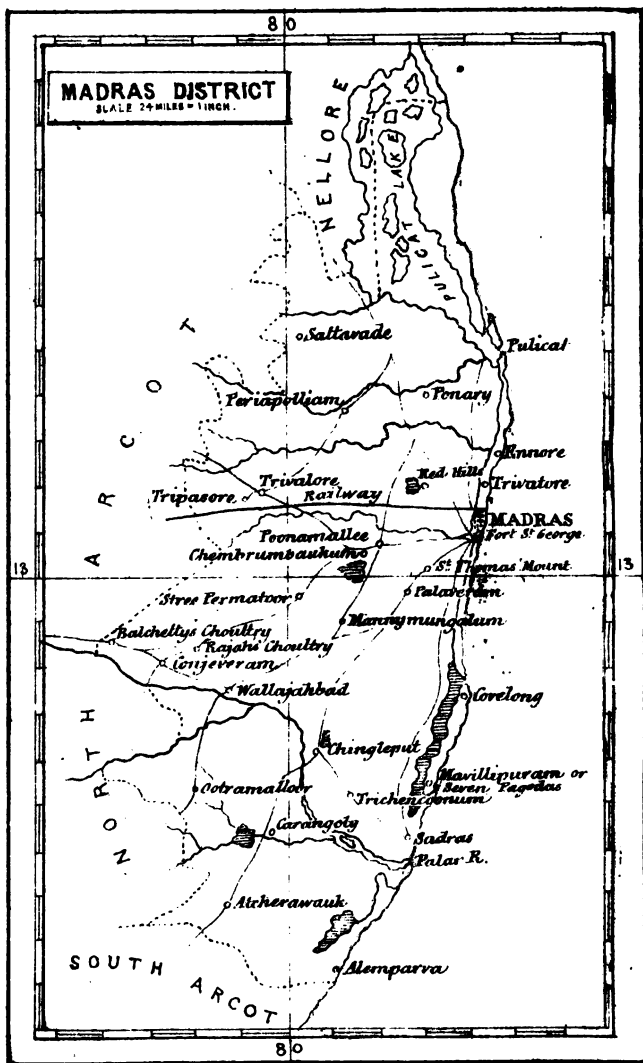 80
MADRAS DISTRICT
SCALE 24 MILES = 1 INCH.
NELLORE
PULICAT LAKE
Sattavade
Pulicat
Periapolliam
Ponary
NORTH ARCOT
Ennore
Red Hills
Trivalore
Trivatore
Tripasore
Railway
MADRAS
Poonamallee
Fort St George
Chembrumbaukum
13
St Thomas' Mount
13
Stree Permatoor
Palaveram
Mannymungalum
Balchettys Choultry
Rajahs' Choultry
Conjeveram
Wallajahbad
Covelong
Chingleput
Mavillipuram or
Seven Pagodas
Ootramalloor
Trichencoonum
Carangoly
Sadras
Palar R.
Atcherawauk
SOUTH ARCOT
Alemparva
80